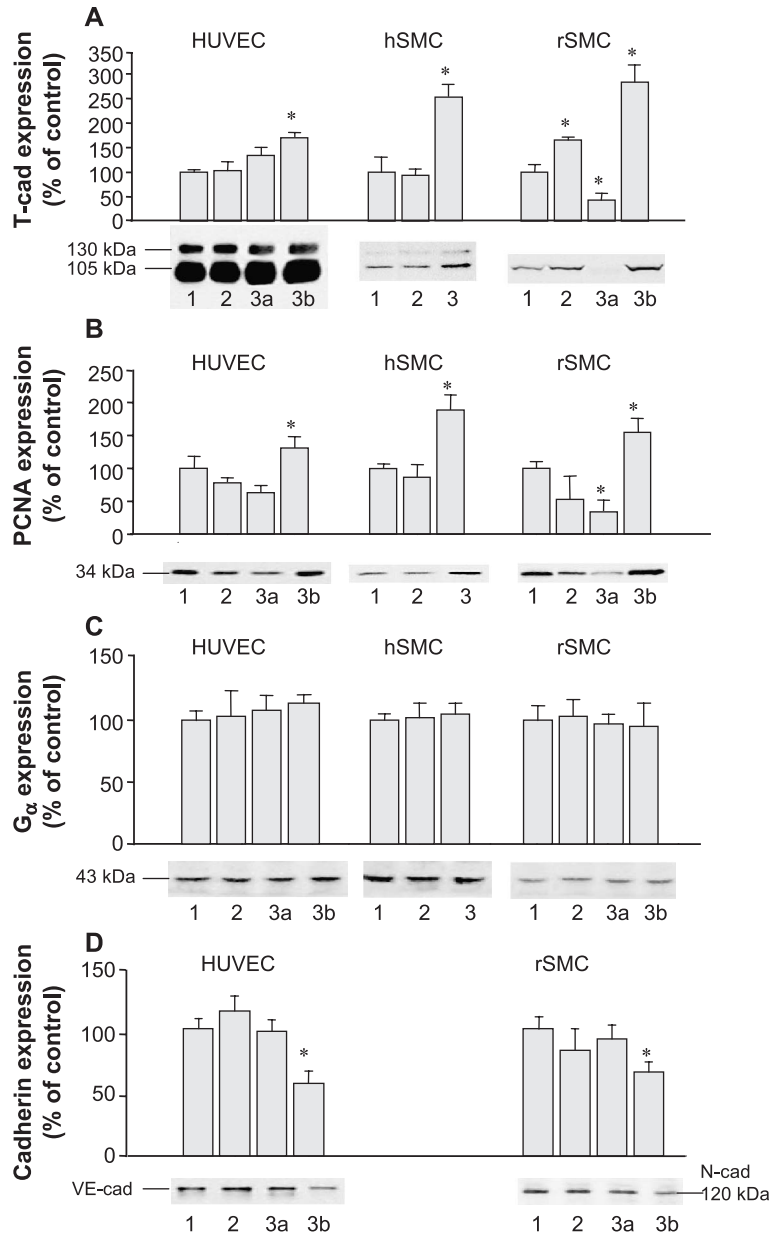 A
HUVEC hSMC rSMC
T-cad expression
(% of control)
350
300
250
200
150
100
50
0
* * * * *
130 kDa
105 kDa
1 2 3a 3b 1 2 3 1 2 3a 3b
B
HUVEC hSMC rSMC
PCNA expression
(% of control)
250
200
150
100
50
0
* * * *
34 kDa
1 2 3a 3b 1 2 3 1 2 3a 3b
C
HUVEC hSMC rSMC
Gα expression
(% of control)
150
100
50
0
43 kDa
1 2 3a 3b 1 2 3 1 2 3a 3b
D
HUVEC rSMC
Cadherin expression
(% of control)
150
100
50
0
* *
VE-cad
N-cad
120 kDa
1 2 3a 3b 1 2 3a 3b